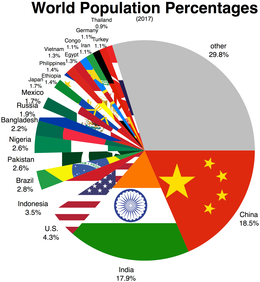 World Population Percentages
(2017)
Thailand
0.9%
Germany
1.1%
Turkey
1.1%
Congo
1.1%
Iran
1.1%
Vietnam
1.3%
Egypt
1.3%
Philippines
1.4%
Ethiopia
1.4%
Japan
1.7%
Mexico
1.7%
Russia
1.9%
Bangladesh
2.2%
Nigeria
2.6%
Pakistan
2.6%
Brazil
2.8%
Indonesia
3.5%
U.S.
4.3%
India
17.9%
China
18.5%
other
29.8%